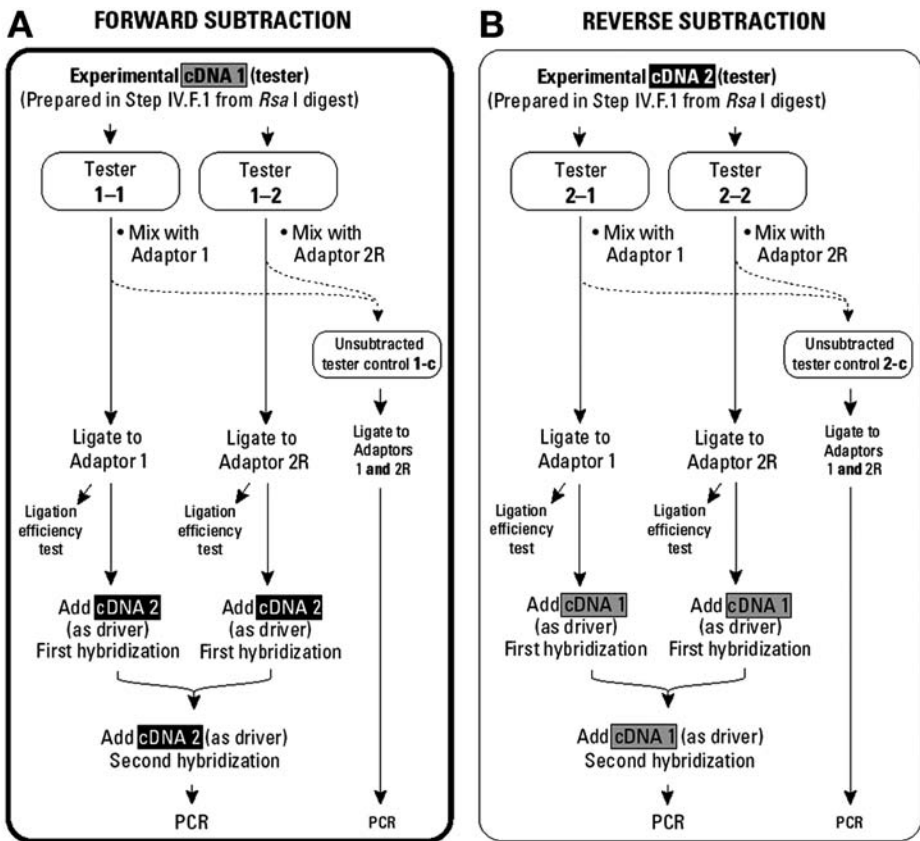 A FORWARD SUBTRACTION
Experimental cDNA 1 (tester)
(Prepared in Step IV.F.1 from Rsa I digest)
Tester
1–1
Tester
1–2
• Mix with
Adaptor 1
• Mix with
Adaptor 2R
Unsubtracted
tester control 1-c
Ligate to
Adaptor 1
Ligate to
Adaptor 2R
Ligate to
Adaptors
1 and 2R
Ligation
efficiency
test
Ligation
efficiency
test
Add cDNA 2
(as driver)
First hybridization
Add cDNA 2
(as driver)
First hybridization
Add cDNA 2 (as driver)
Second hybridization
PCR
PCR
B REVERSE SUBTRACTION
Experimental cDNA 2 (tester)
(Prepared in Step IV.F.1 from Rsa I digest)
Tester
2–1
Tester
2–2
• Mix with
Adaptor 1
• Mix with
Adaptor 2R
Unsubtracted
tester control 2-c
Ligate to
Adaptor 1
Ligate to
Adaptor 2R
Ligate to
Adaptors
1 and 2R
Ligation
efficiency
test
Ligation
efficiency
test
Add cDNA 1
(as driver)
First hybridization
Add cDNA 1
(as driver)
First hybridization
Add cDNA 1 (as driver)
Second hybridization
PCR
PCR